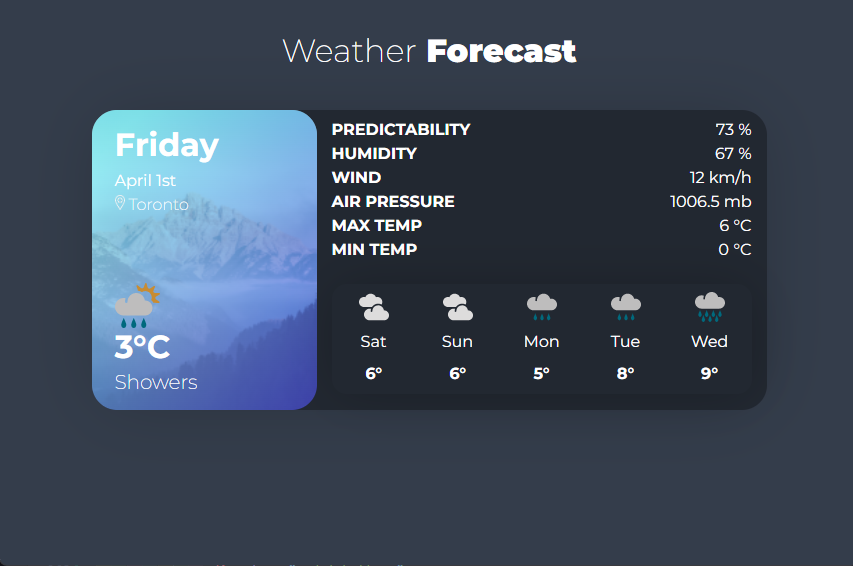 Weather Forecast
Friday
April 1st
Toronto
3°C
Showers
PREDICTABILITY 73 %
HUMIDITY 67 %
WIND 12 km/h
AIR PRESSURE 1006.5 mb
MAX TEMP 6 °C
MIN TEMP 0 °C
Sat Sun Mon Tue Wed
6° 6° 5° 8° 9°